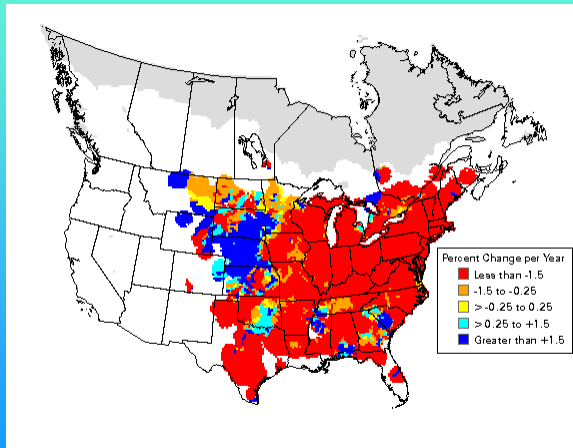 Percent Change per Year
Less than -1.5
-1.5 to -0.25
> -0.25 to 0.25
> 0.25 to +1.5
Greater than +1.5